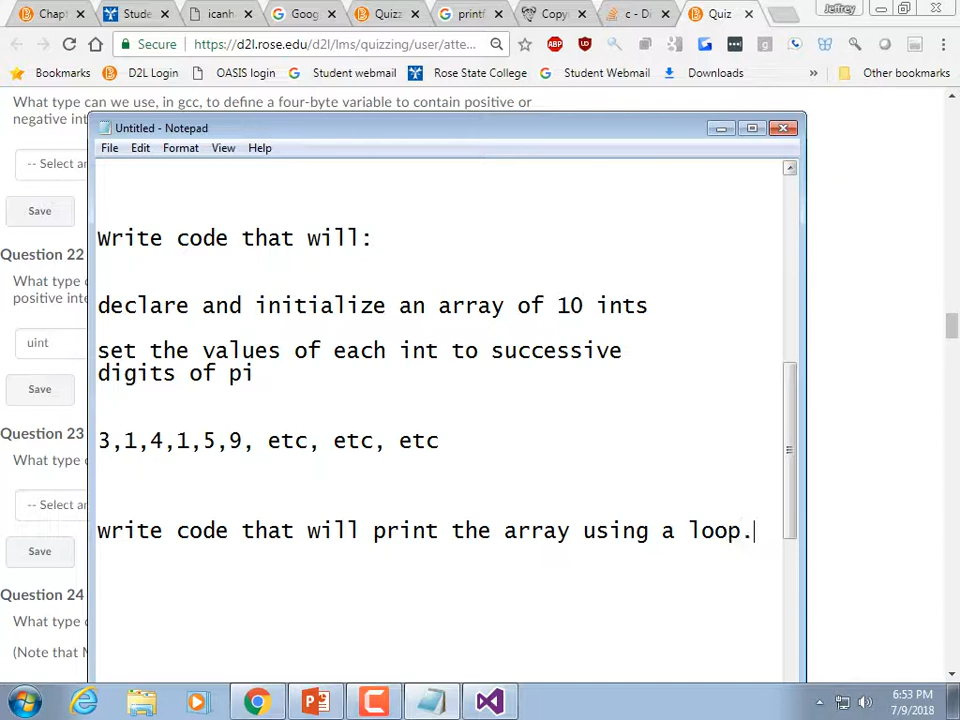 Chapt
Stude
icanh
Goog
Quizz
printf
Copy
c - Di
Quiz
Jeffrey
Secure
https://d2l.rose.edu/d2l/lms/quizzing/user/atte...
ABP
Bookmarks
D2L Login
OASIS login
Student webmail
Rose State College
Student Webmail
Downloads
»
Other bookmarks
What type can we use, in gcc, to define a four-byte variable to contain positive or
negative int
-- Select an
Save
Question 22
What type c
positive inte
uint
Save
Question 23
What type c
-- Select an
Save
Question 24
What type c
(Note that M
Untitled - Notepad
File Edit Format View Help
Write code that will:
declare and initialize an array of 10 ints
set the values of each int to successive
digits of pi
3,1,4,1,5,9, etc, etc, etc
write code that will print the array using a loop.
6:53 PM
7/9/2018